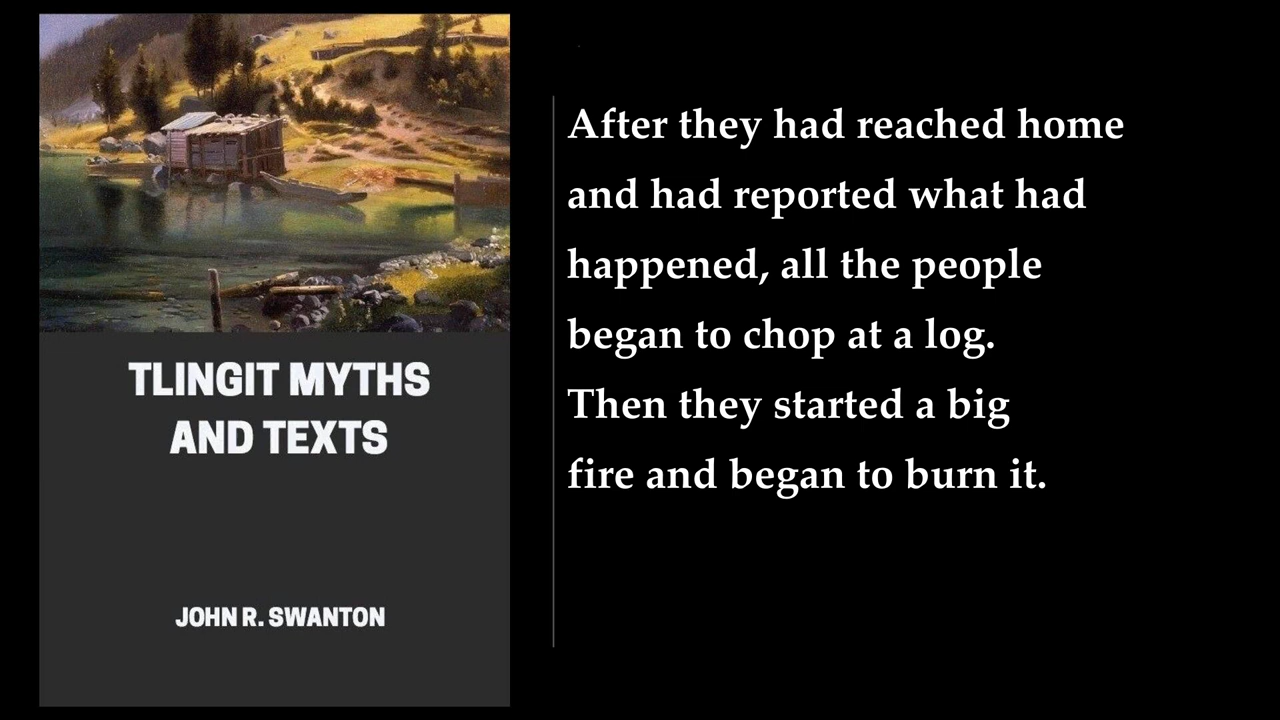 TLINGIT MYTHS
AND TEXTS
JOHN R. SWANTON
After they had reached home
and had reported what had
happened, all the people
began to chop at a log.
Then they started a big
fire and began to burn it.